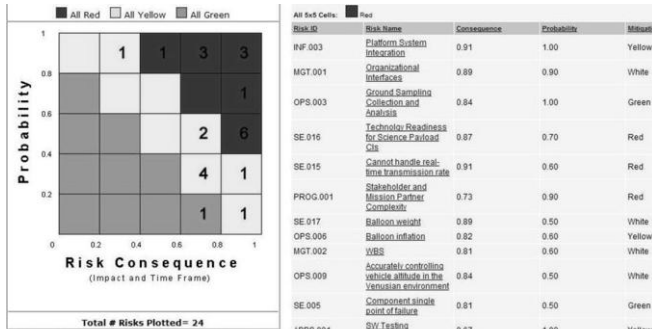 All Red All Yellow All Green
1
0.8
0.6
0.4
0.2
Probability
1 1 3 3
1
2 6
4 1
1 1
0 0.2 0.4 0.6 0.8 1
Risk Consequence
(Impact and Time Frame)
Total # Risks Plotted= 24
All 5x5 Cells: Red
Risk ID Risk Name Consequence Probability Mitigati
INF.003 Platform System Integration 0.91 1.00 Yellow
MGT.001 Organizational Interfaces 0.89 0.90 White
OPS.003 Ground Sampling Collection and Analysis 0.84 1.00 Green
SE.016 Technolgy Readiness for Science Payload CIs 0.87 0.70 Red
SE.015 Cannot handle real-time transmission rate 0.91 0.60 Red
PROG.001 Stakeholder and Mission Partner Complexity 0.73 0.90 Red
SE.017 Balloon weight 0.89 0.50 White
OPS.006 Balloon inflation 0.82 0.60 Yellow
MGT.002 WBS 0.81 0.60 White
OPS.009 Accurately controlling vehicle attitude in the Venusian environment 0.84 0.50 White
SE.005 Component single point of failure 0.81 0.50 Green
SW Testing